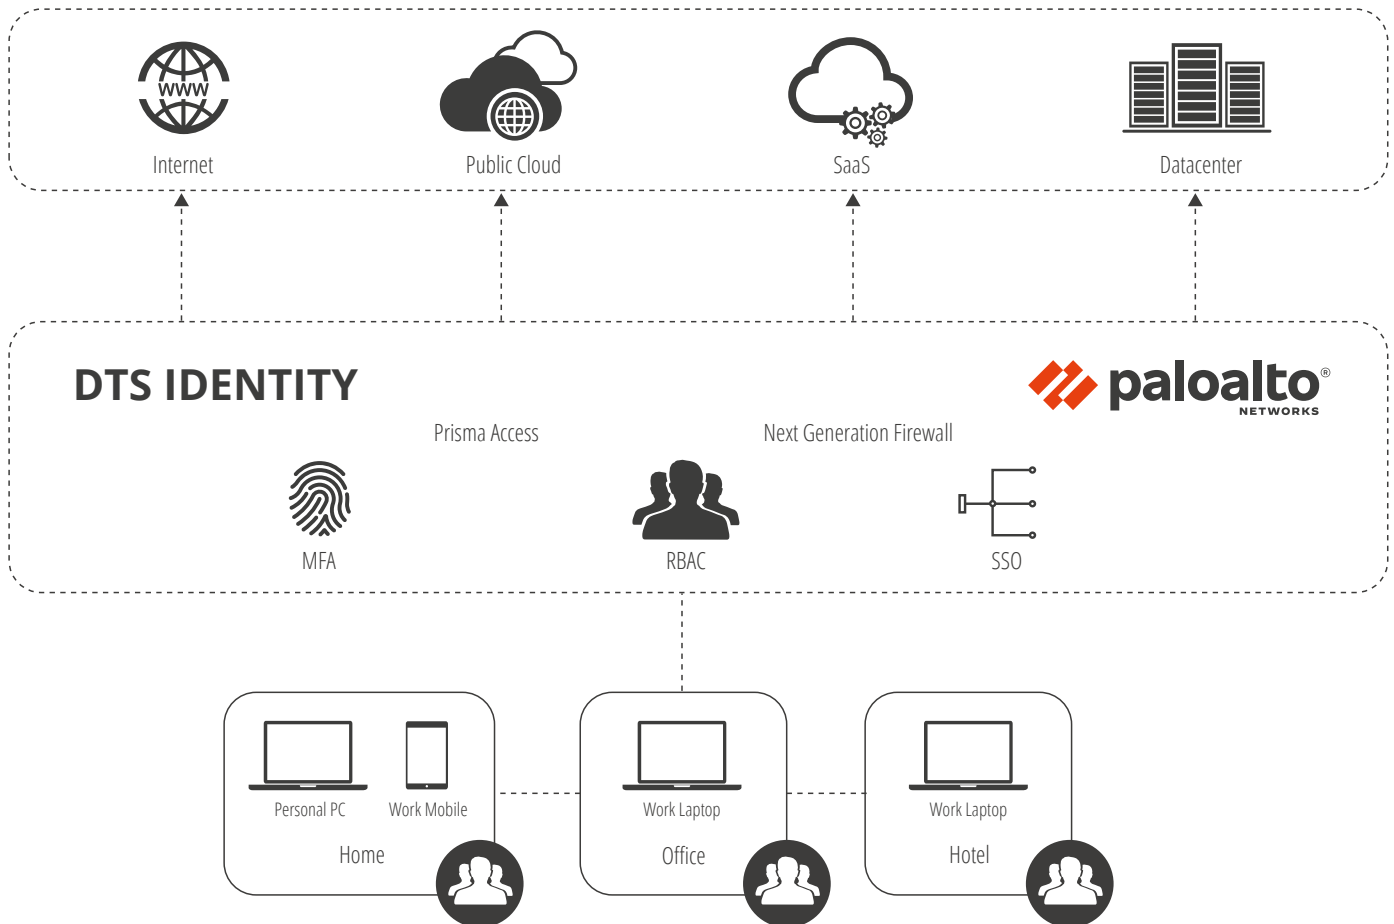 WWW
Internet
Public Cloud
SaaS
Datacenter
DTS IDENTITY
paloalto®
NETWORKS
Prisma Access
Next Generation Firewall
MFA
RBAC
SSO
Personal PC
Work Mobile
Home
Work Laptop
Office
Work Laptop
Hotel